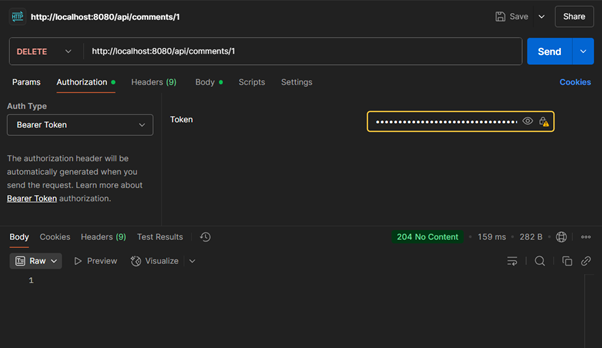 HTTP http://localhost:8080/api/comments/1 Save Share
DELETE http://localhost:8080/api/comments/1 Send
Params Authorization Headers (9) Body Scripts Settings Cookies
Auth Type
Bearer Token
Token
The authorization header will be
automatically generated when you
send the request. Learn more about
Bearer Token authorization.
Body Cookies Headers (9) Test Results 204 No Content • 159 ms • 282 B
Raw Preview Visualize
1